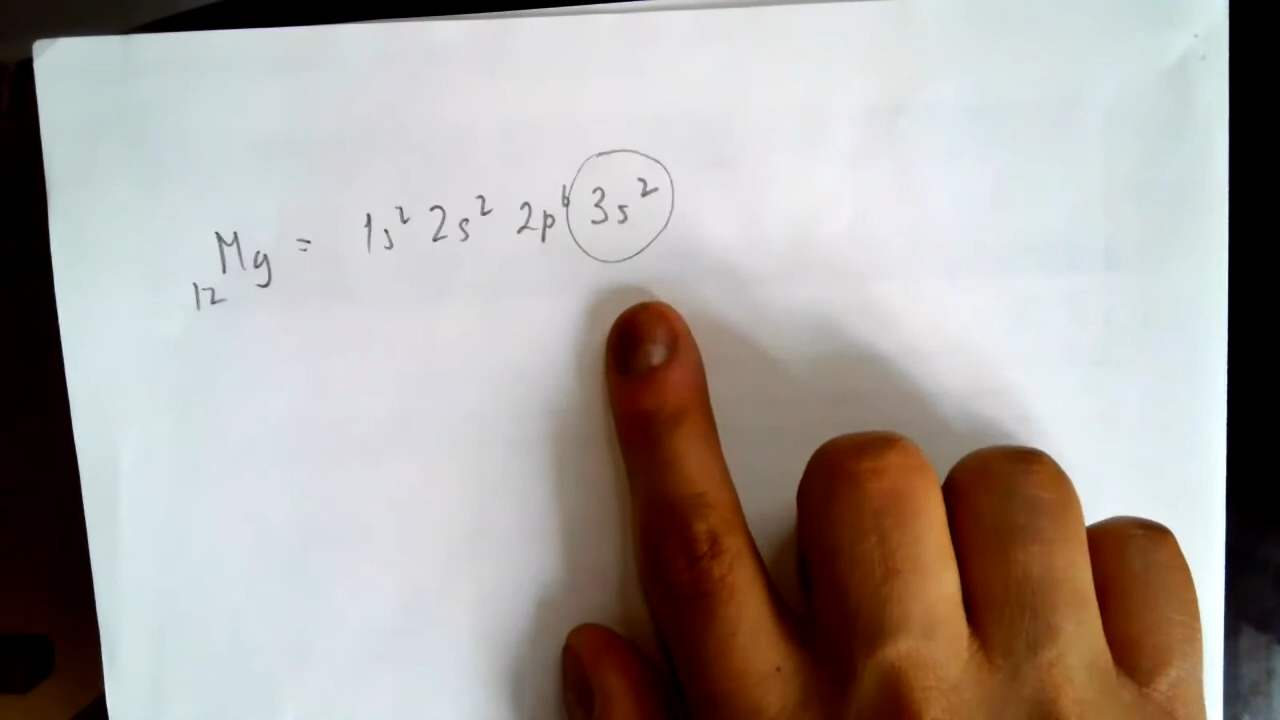 ₁₂Mg = 1s² 2s² 2p⁶ 3s²